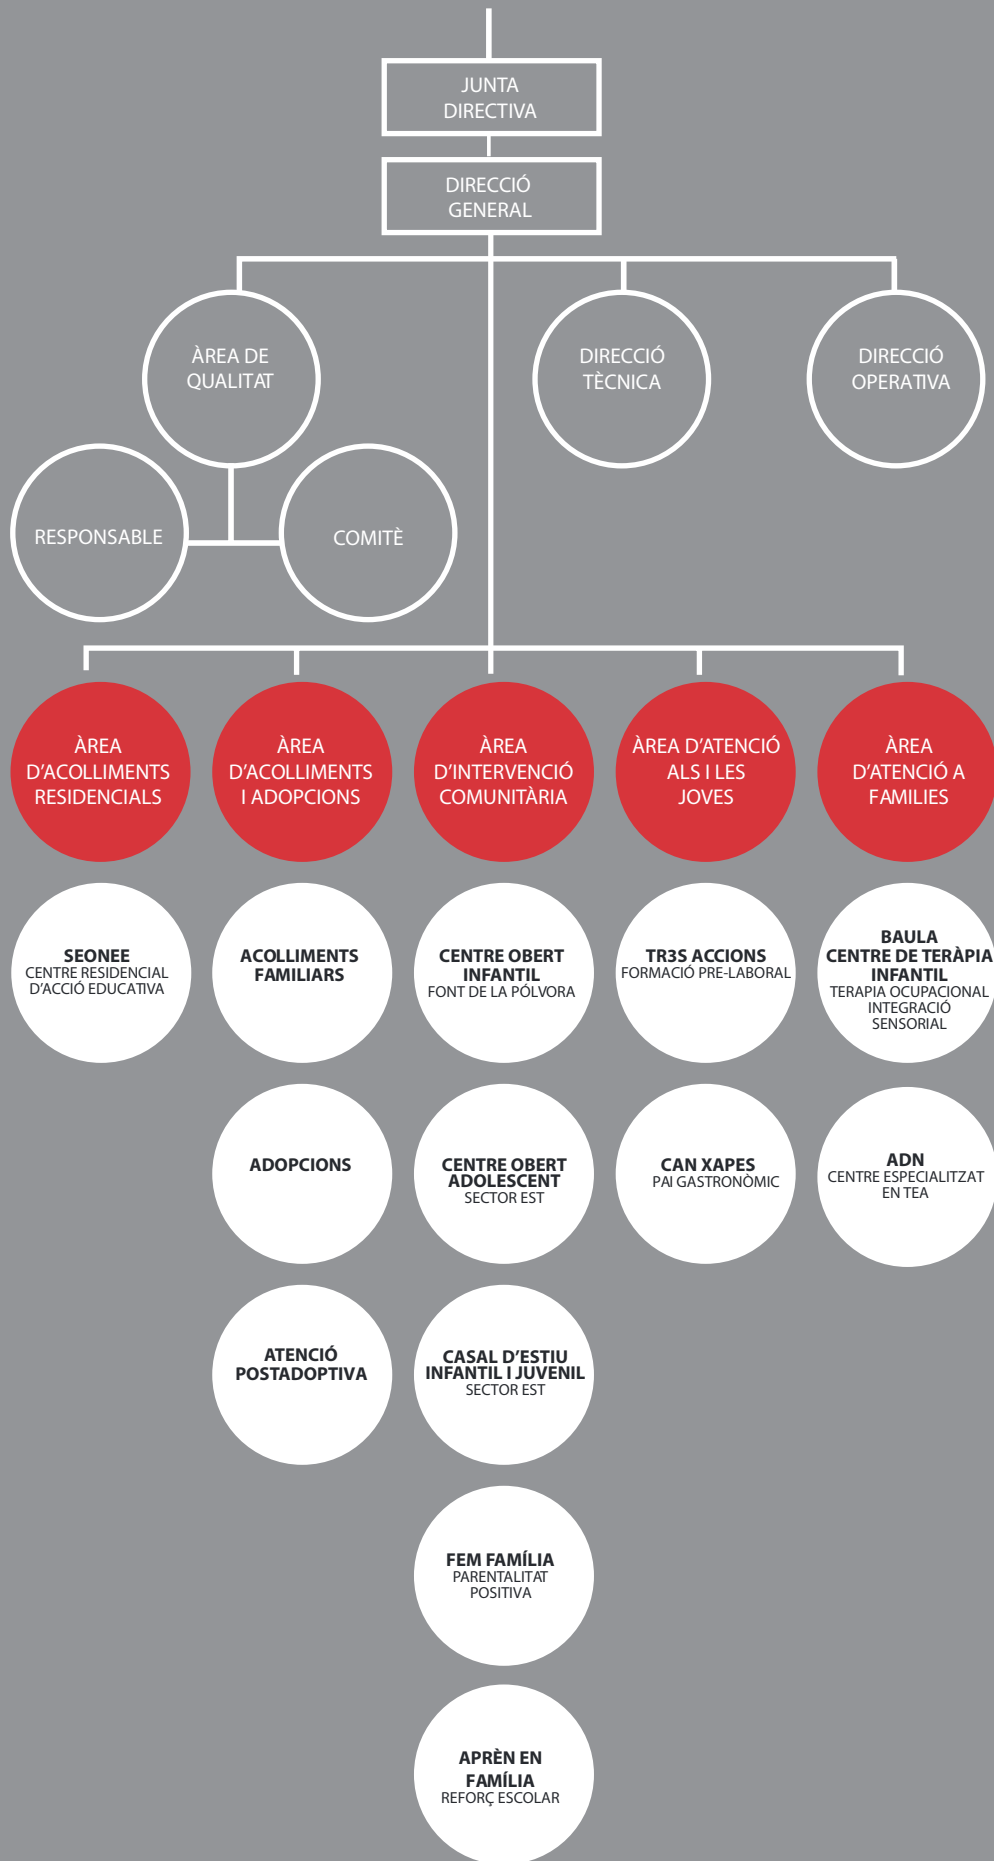 JUNTA
DIRECTIVA
DIRECCIÓ
GENERAL
ÀREA DE
QUALITAT
DIRECCIÓ
TÈCNICA
DIRECCIÓ
OPERATIVA
RESPONSABLE
COMITÈ
ÀREA
D’ACOLLIMENTS
RESIDENCIALS
ÀREA
D’ACOLLIMENTS
I ADOPCIONS
ÀREA
D’INTERVENCIÓ
COMUNITÀRIA
ÀREA D’ATENCIÓ
ALS I LES
JOVES
ÀREA
D’ATENCIÓ A
FAMILIES
SEONEE
CENTRE RESIDENCIAL
D’ACCIÓ EDUCATIVA
ACOLLIMENTS
FAMILIARS
CENTRE OBERT
INFANTIL
FONT DE LA PÓLVORA
TR3S ACCIONS
FORMACIÓ PRE-LABORAL
BAULA
CENTRE DE TERÀPIA
INFANTIL
TERAPIA OCUPACIONAL
INTEGRACIÓ
SENSORIAL
ADOPCIONS
CENTRE OBERT
ADOLESCENT
SECTOR EST
CAN XAPES
PAI GASTRONÒMIC
ADN
CENTRE ESPECIALITZAT
EN TEA
ATENCIÓ
POSTADOPTIVA
CASAL D’ESTIU
INFANTIL I JUVENIL
SECTOR EST
FEM FAMÍLIA
PARENTALITAT
POSITIVA
APRÈN EN
FAMÍLIA
REFORÇ ESCOLAR